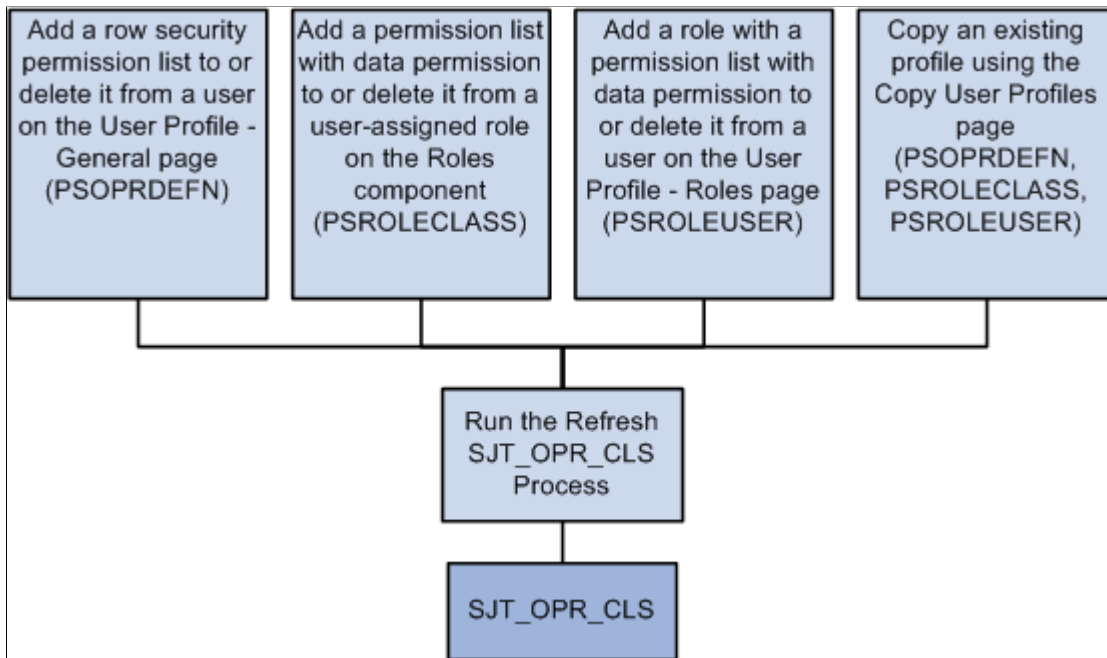 Add a row security
permission list to or
delete it from a user
on the User Profile -
General page
(PSOPRDEFN)
Add a permission list
with data permission
to or delete it from a
user-assigned role
on the Roles
component
(PSROLECLASS)
Add a role with a
permission list with
data permission to
or delete it from a
user on the User
Profile - Roles page
(PSROLEUSER)
Copy an existing
profile using the
Copy User Profiles
page
(PSOPRDEFN,
PSROLECLASS,
PSROLEUSER)
Run the Refresh
SJT_OPR_CLS
Process
SJT_OPR_CLS